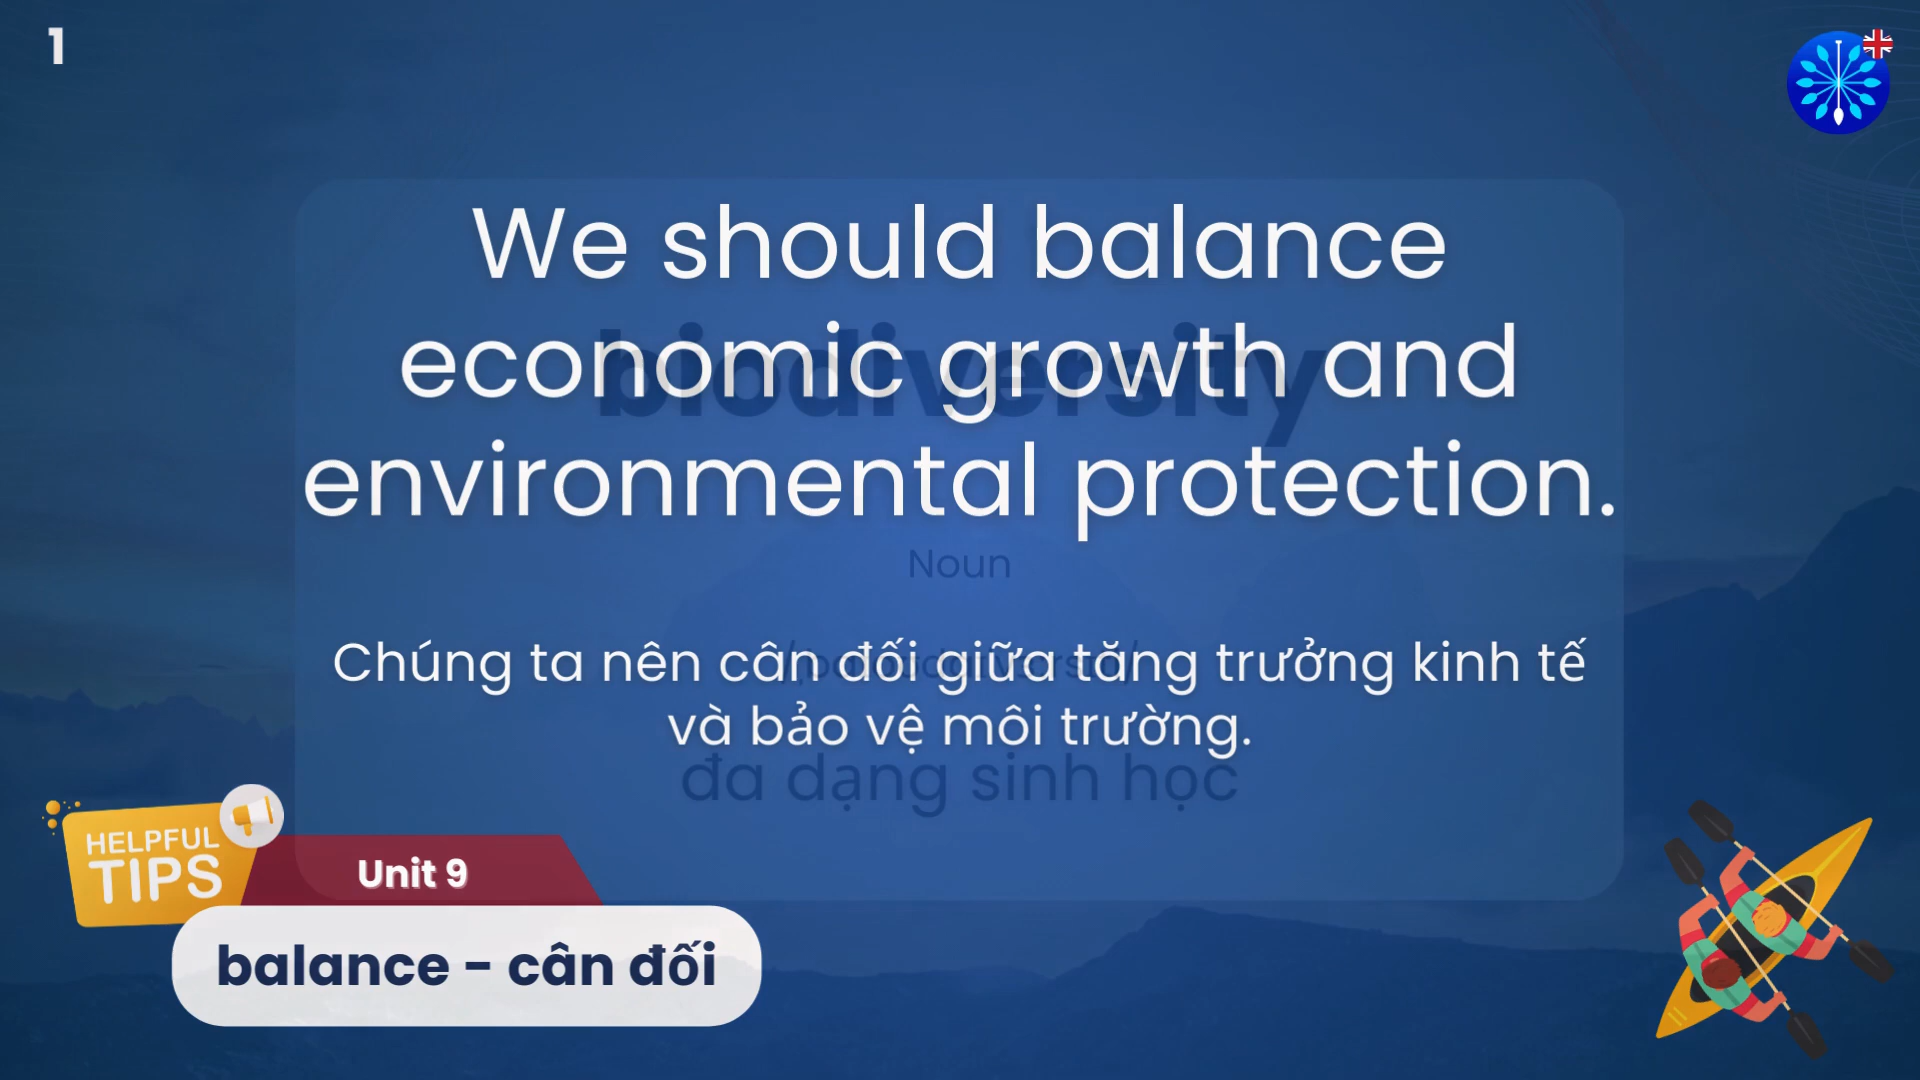 1
We should balance
economic growth and
environmental protection.
biodiversity
Noun
Chúng ta nên cân đối giữa tăng trưởng kinh tế
và bảo vệ môi trường.
đa dạng sinh học
HELPFUL
TIPS
Unit 9
balance - cân đối